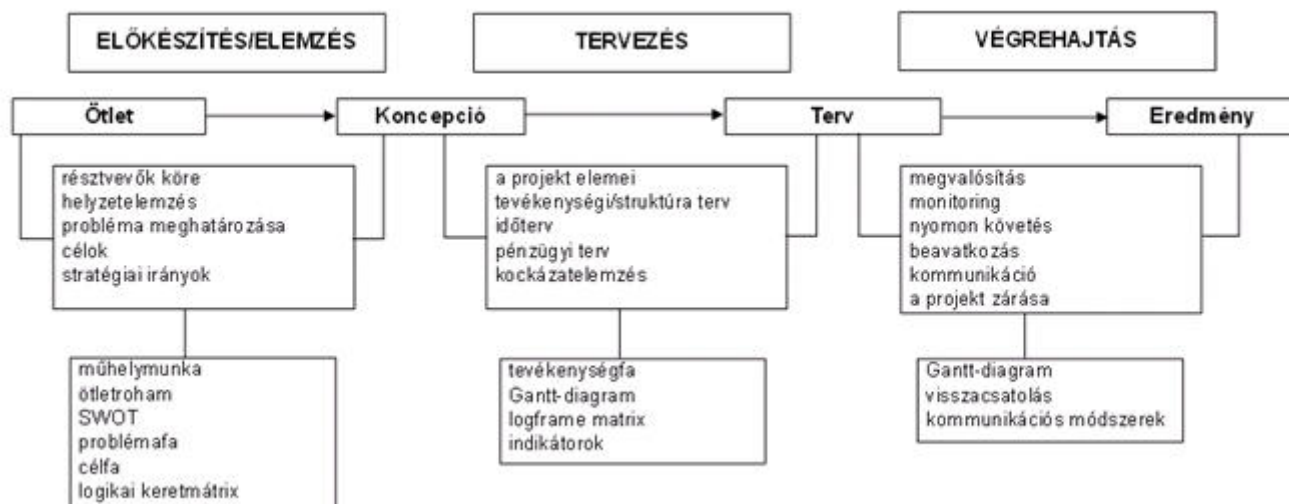 ELŐKÉSZÍTÉS/ELEMZÉS
TERVEZÉS
VÉGREHAJTÁS
Ötlet
Koncepció
Terv
Eredmény
résztvevők köre
helyzetelemzés
probléma meghatározása
célok
stratégiai irányok
a projekt elemei
tevékenységi/struktúra terv
időterv
pénzügyi terv
kockázatelemzés
megvalósítás
monitoring
nyomon követés
beavatkozás
kommunikáció
a projekt zárása
műhelymunka
ötletroham
SWOT
problémafa
célfa
logikai keretmátrix
tevékenységfa
Gantt-diagram
logframe matrix
indikátorok
Gantt-diagram
visszacsatolás
kommunikációs módszerek